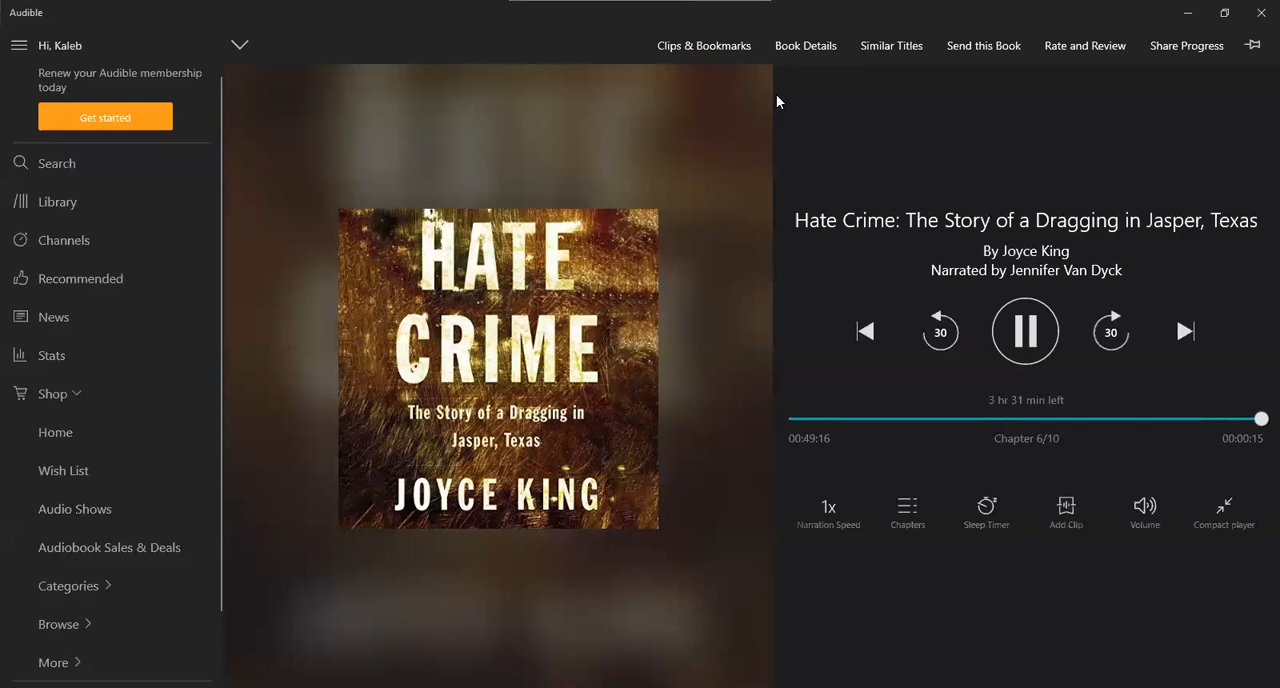 Audible
Hi, Kaleb
Clips & Bookmarks
Book Details
Similar Titles
Send this Book
Rate and Review
Share Progress
Renew your Audible membership
today
Get started
Search
Library
Channels
Recommended
News
Stats
Shop
Home
Wish List
Audio Shows
Audiobook Sales & Deals
Categories
Browse
More
HATE
CRIME
The Story of a Dragging in
Jasper, Texas
JOYCE KING
Hate Crime: The Story of a Dragging in Jasper, Texas
By Joyce King
Narrated by Jennifer Van Dyck
30
30
3 hr 31 min left
00:49:16
Chapter 6/10
00:00:15
1x
Narration Speed
Chapters
Sleep Timer
Add Clip
Volume
Compact player